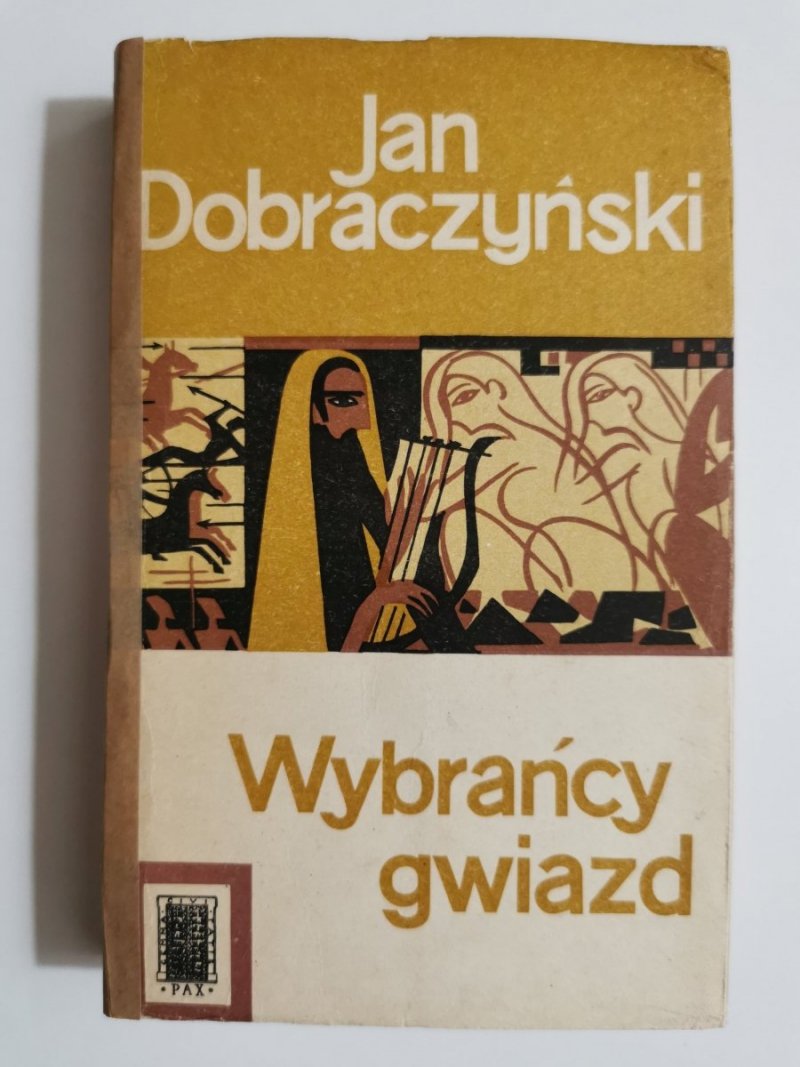 Jan
Dobraczyński
Wybrańcy
gwiazd
• PAX •